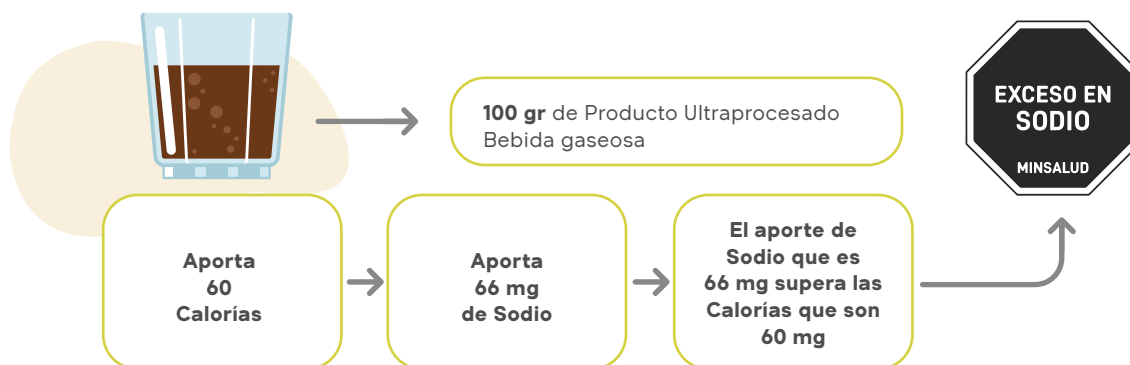 100 gr de Producto Ultraprocesado
Bebida gaseosa
EXCESO EN
SODIO
MINSALUD
Aporta
60
Calorías
Aporta
66 mg
de Sodio
El aporte de
Sodio que es
66 mg supera las
Calorías que son
60 mg